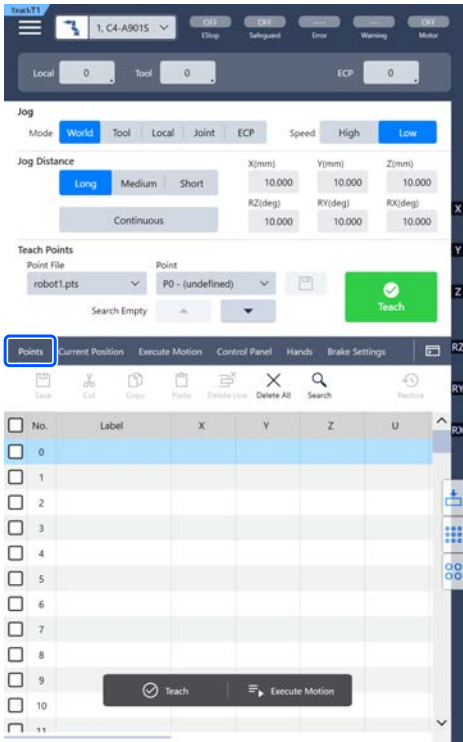 TeachT1
1, C4-A901S
OFF OFF ---- ---- OFF
EStop Safeguard Error Warning Motor
Local 0 Tool 0 ECP 0
Jog
Mode World Tool Local Joint ECP Speed High Low
Jog Distance
X(mm) Y(mm) Z(mm)
Long Medium Short 10.000 10.000 10.000
RZ(deg) RY(deg) RX(deg)
Continuous 10.000 10.000 10.000
X
Teach Points
Y
Point File Point
robot1.pts P0 - (undefined)
Z
Search Empty Teach
Points Current Position Execute Motion Control Panel Hands Brake Settings
RZ
Save Cut Copy Paste Delete Line Delete All Search Restore
RY
No. Label X Y Z U
RX
0
1
2
3
4
5
6
7
8
9
Teach Execute Motion
10
11